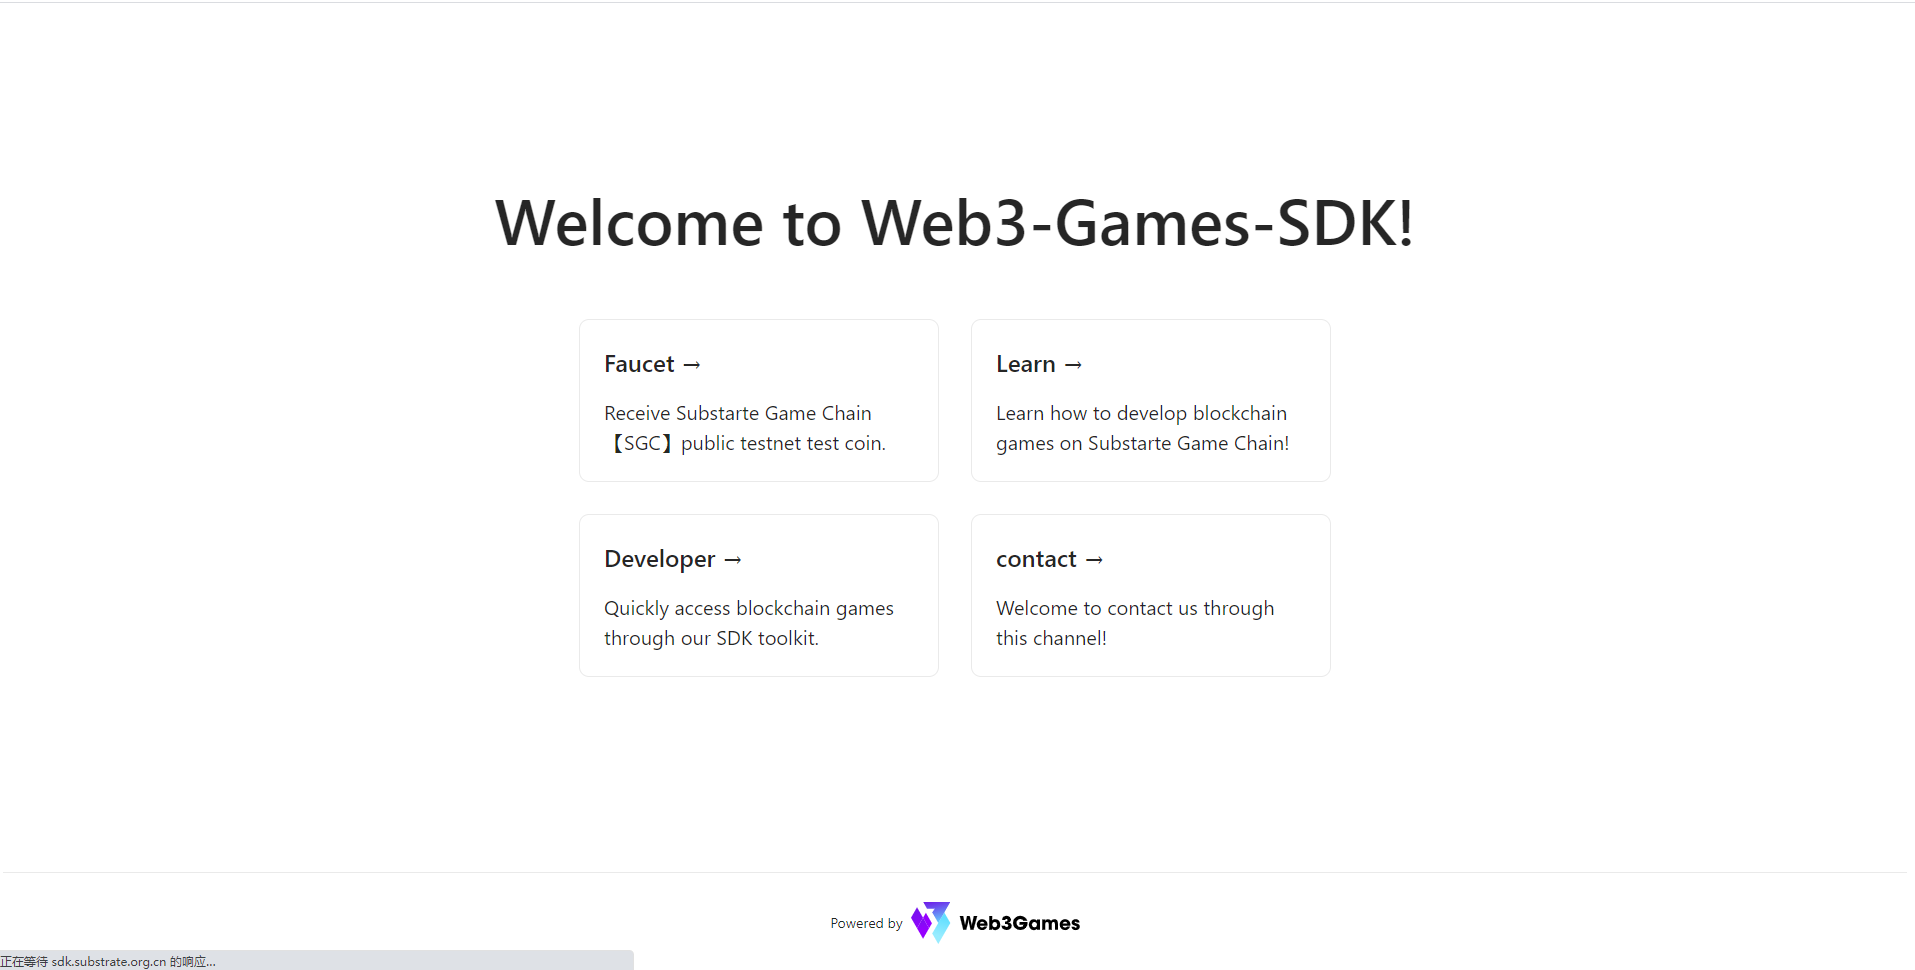 Welcome to Web3-Games-SDK!
Faucet →
Receive Substarte Game Chain
【SGC】public testnet test coin.
Learn →
Learn how to develop blockchain
games on Substarte Game Chain!
Developer →
Quickly access blockchain games
through our SDK toolkit.
contact →
Welcome to contact us through
this channel!
Powered by Web3Games
正在等待 sdk.substrate.org.cn 的响应...